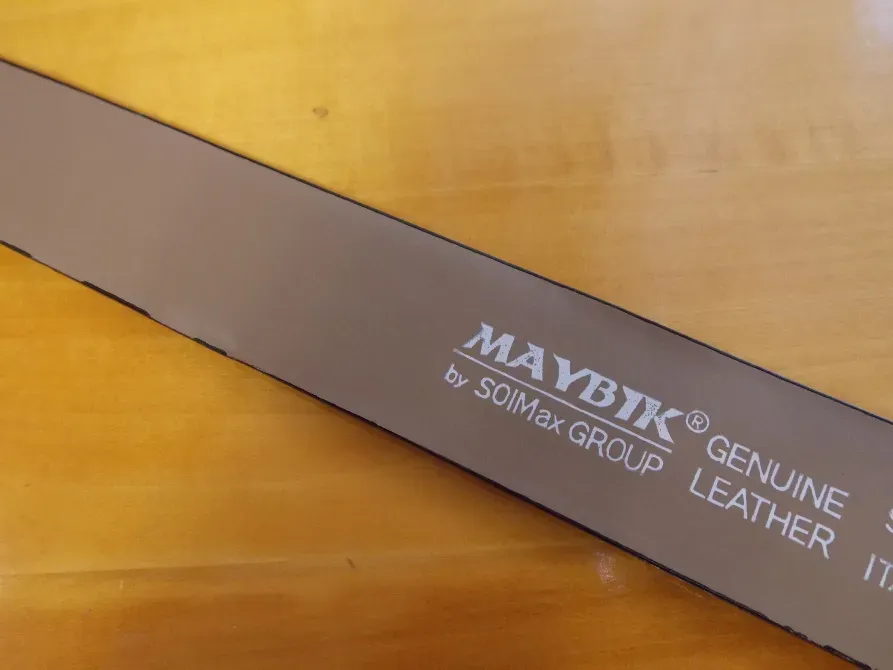 MAYBIK®
by SOIMax GROUP
GENUINE
LEATHER